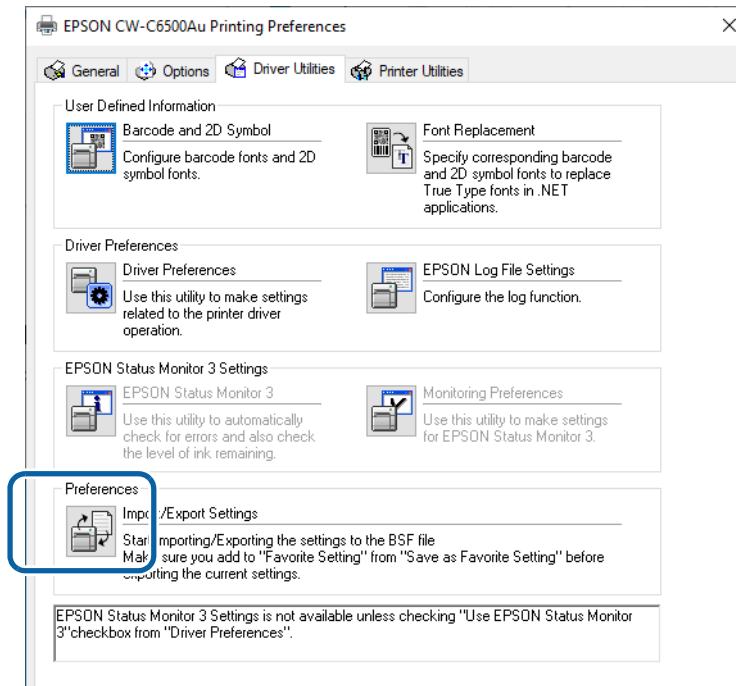 EPSON CW-C6500Au Printing Preferences
General Options Driver Utilities Printer Utilities
User Defined Information
Barcode and 2D Symbol
Configure barcode fonts and 2D
symbol fonts.
Font Replacement
Specify corresponding barcode
and 2D symbol fonts to replace
True Type fonts in .NET
applications.
Driver Preferences
Driver Preferences
Use this utility to make settings
related to the printer driver
operation.
EPSON Log File Settings
Configure the log function.
EPSON Status Monitor 3 Settings
EPSON Status Monitor 3
Use this utility to automatically
check for errors and also check
the level of ink remaining.
Monitoring Preferences
Use this utility to make settings
for EPSON Status Monitor 3.
Preferences
Import/Export Settings
Start Importing/Exporting the settings to the BSF file
Make sure you add to "Favorite Setting" from "Save as Favorite Setting" before
exporting the current settings.
EPSON Status Monitor 3 Settings is not available unless checking "Use EPSON Status Monitor
3"checkbox from "Driver Preferences".